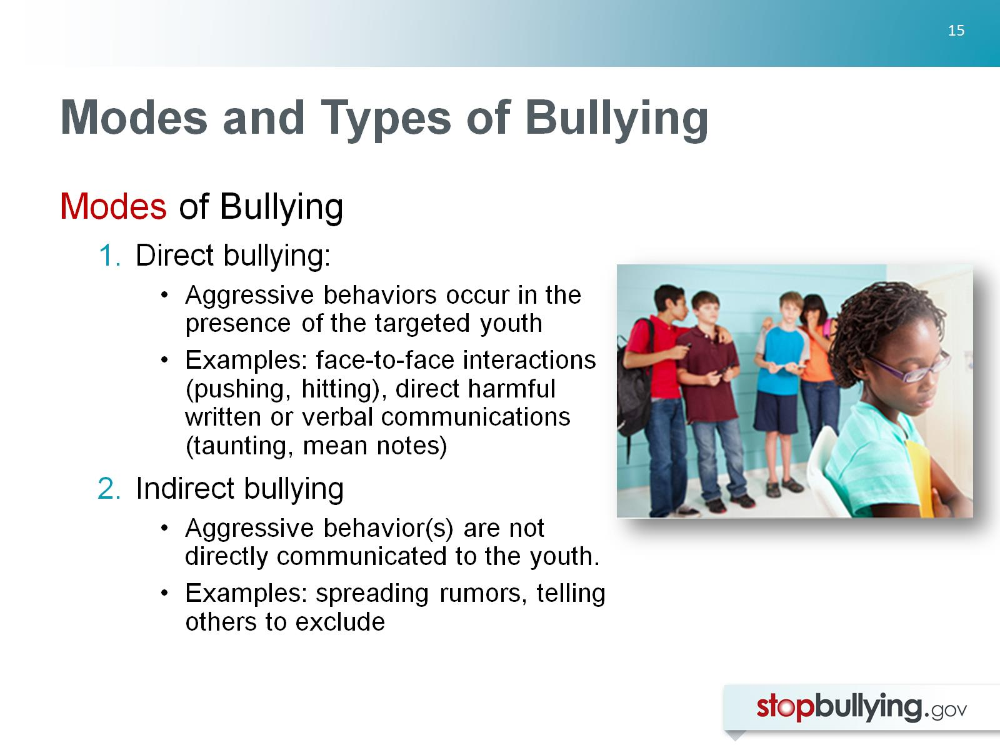 15
Modes and Types of Bullying
Modes of Bullying
1. Direct bullying:
• Aggressive behaviors occur in the
presence of the targeted youth
• Examples: face-to-face interactions
(pushing, hitting), direct harmful
written or verbal communications
(taunting, mean notes)
2. Indirect bullying
• Aggressive behavior(s) are not
directly communicated to the youth.
• Examples: spreading rumors, telling
others to exclude
stopbullying.gov